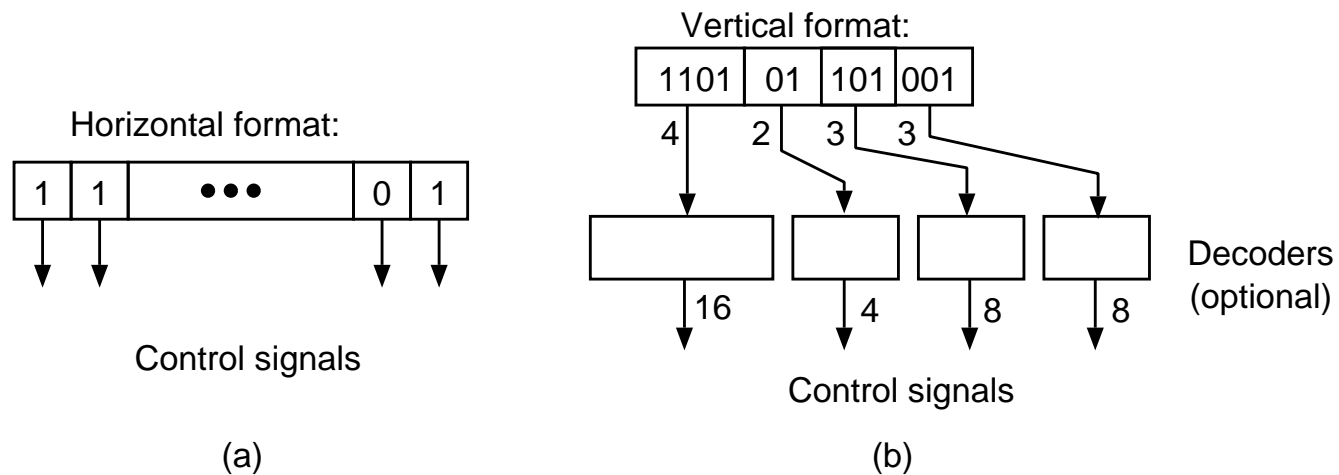 Horizontal format:
1 1 ••• 0 1
Control signals
(a)
Vertical format:
1101 01 101 001
4 2 3 3
Decoders
(optional)
16 4 8 8
Control signals
(b)